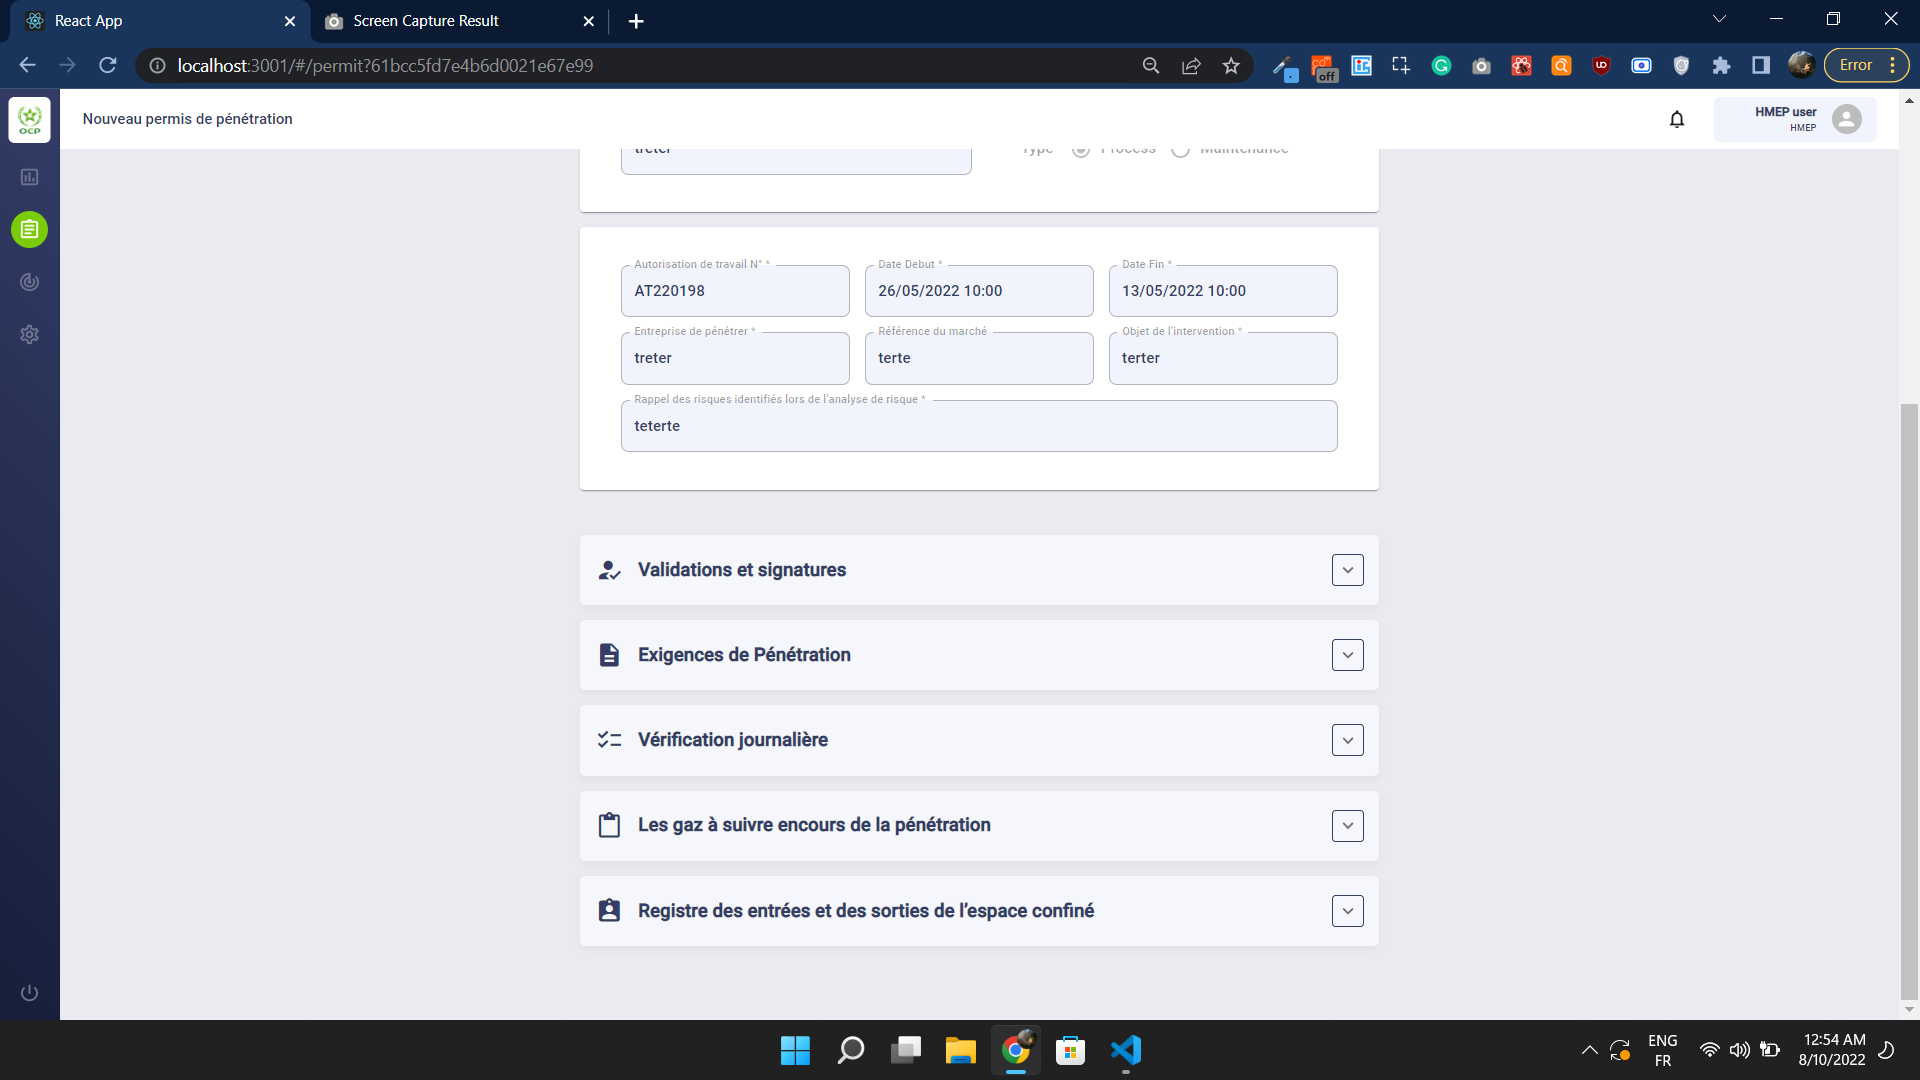 React App
Screen Capture Result
localhost:3001/#/permit?61bcc5fd7e4b6d0021e67e99
off
Error
OCP
Nouveau permis de pénétration
HMEP user
HMEP
treter
Type Process Maintenance
Autorisation de travail N° *
AT220198
Date Debut *
26/05/2022 10:00
Date Fin *
13/05/2022 10:00
Entreprise de pénétrer *
treter
Référence du marché
terte
Objet de l'intervention *
terter
Rappel des risques identifiés lors de l'analyse de risque *
teterte
Validations et signatures
Exigences de Pénétration
Vérification journalière
Les gaz à suivre encours de la pénétration
Registre des entrées et des sorties de l’espace confiné
ENG
FR
12:54 AM
8/10/2022